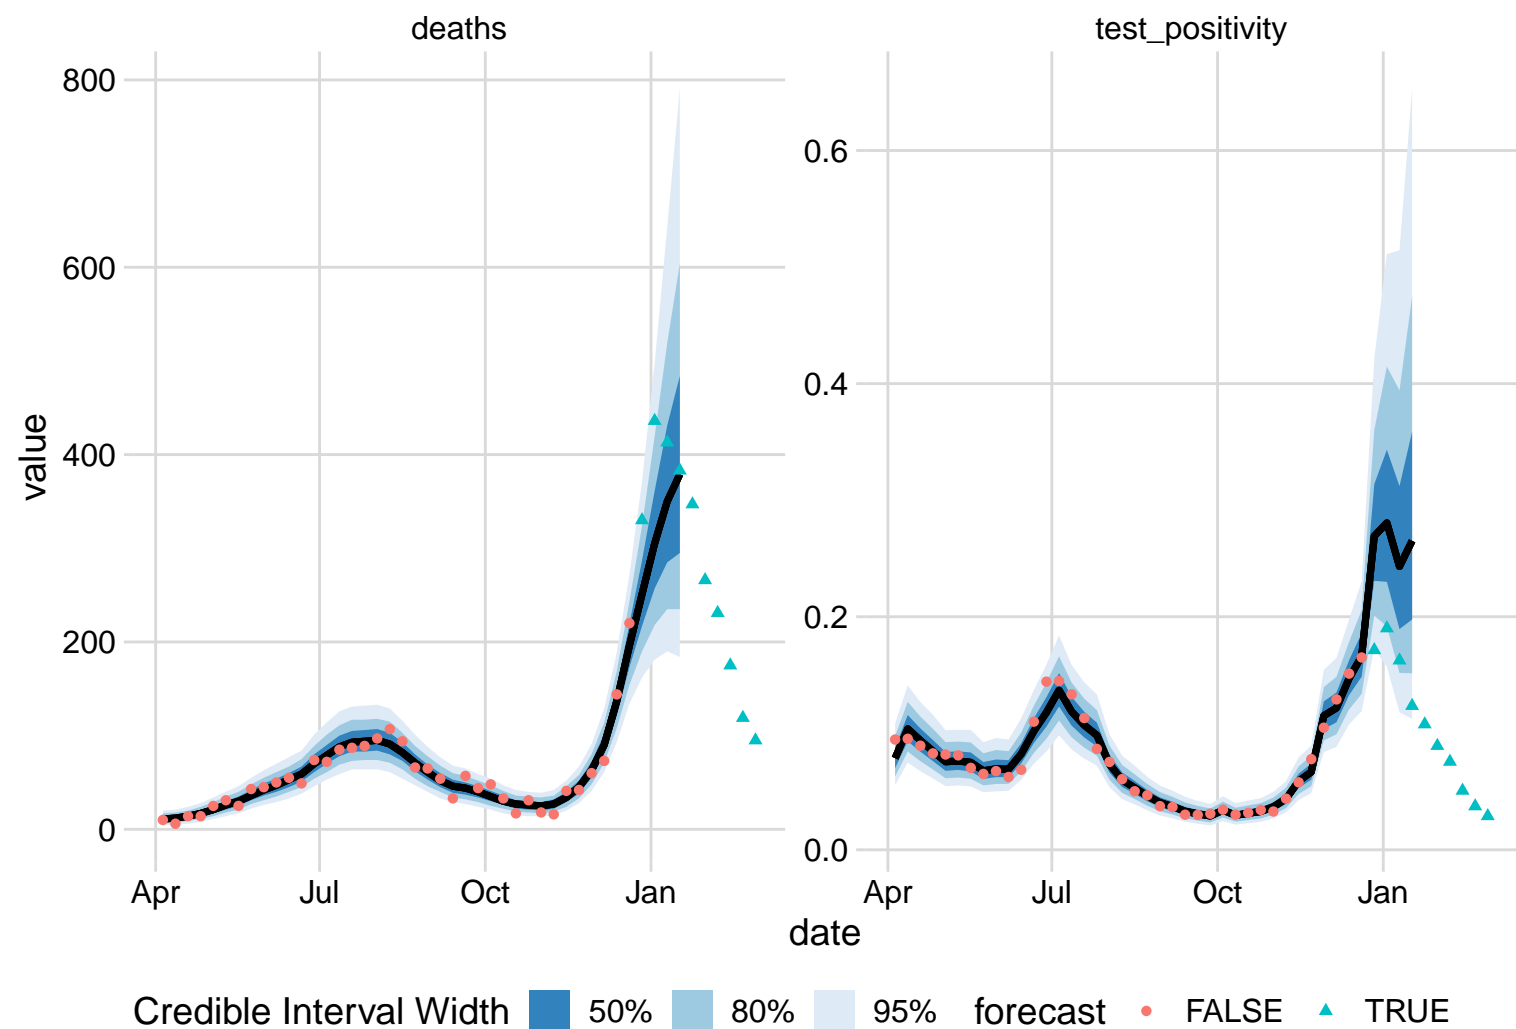 deaths
test_positivity
800
600
400
200
0
0.6
0.4
0.2
0.0
value
Apr Jul Oct Jan
Apr Jul Oct Jan
date
Credible Interval Width 50% 80% 95% forecast FALSE TRUE